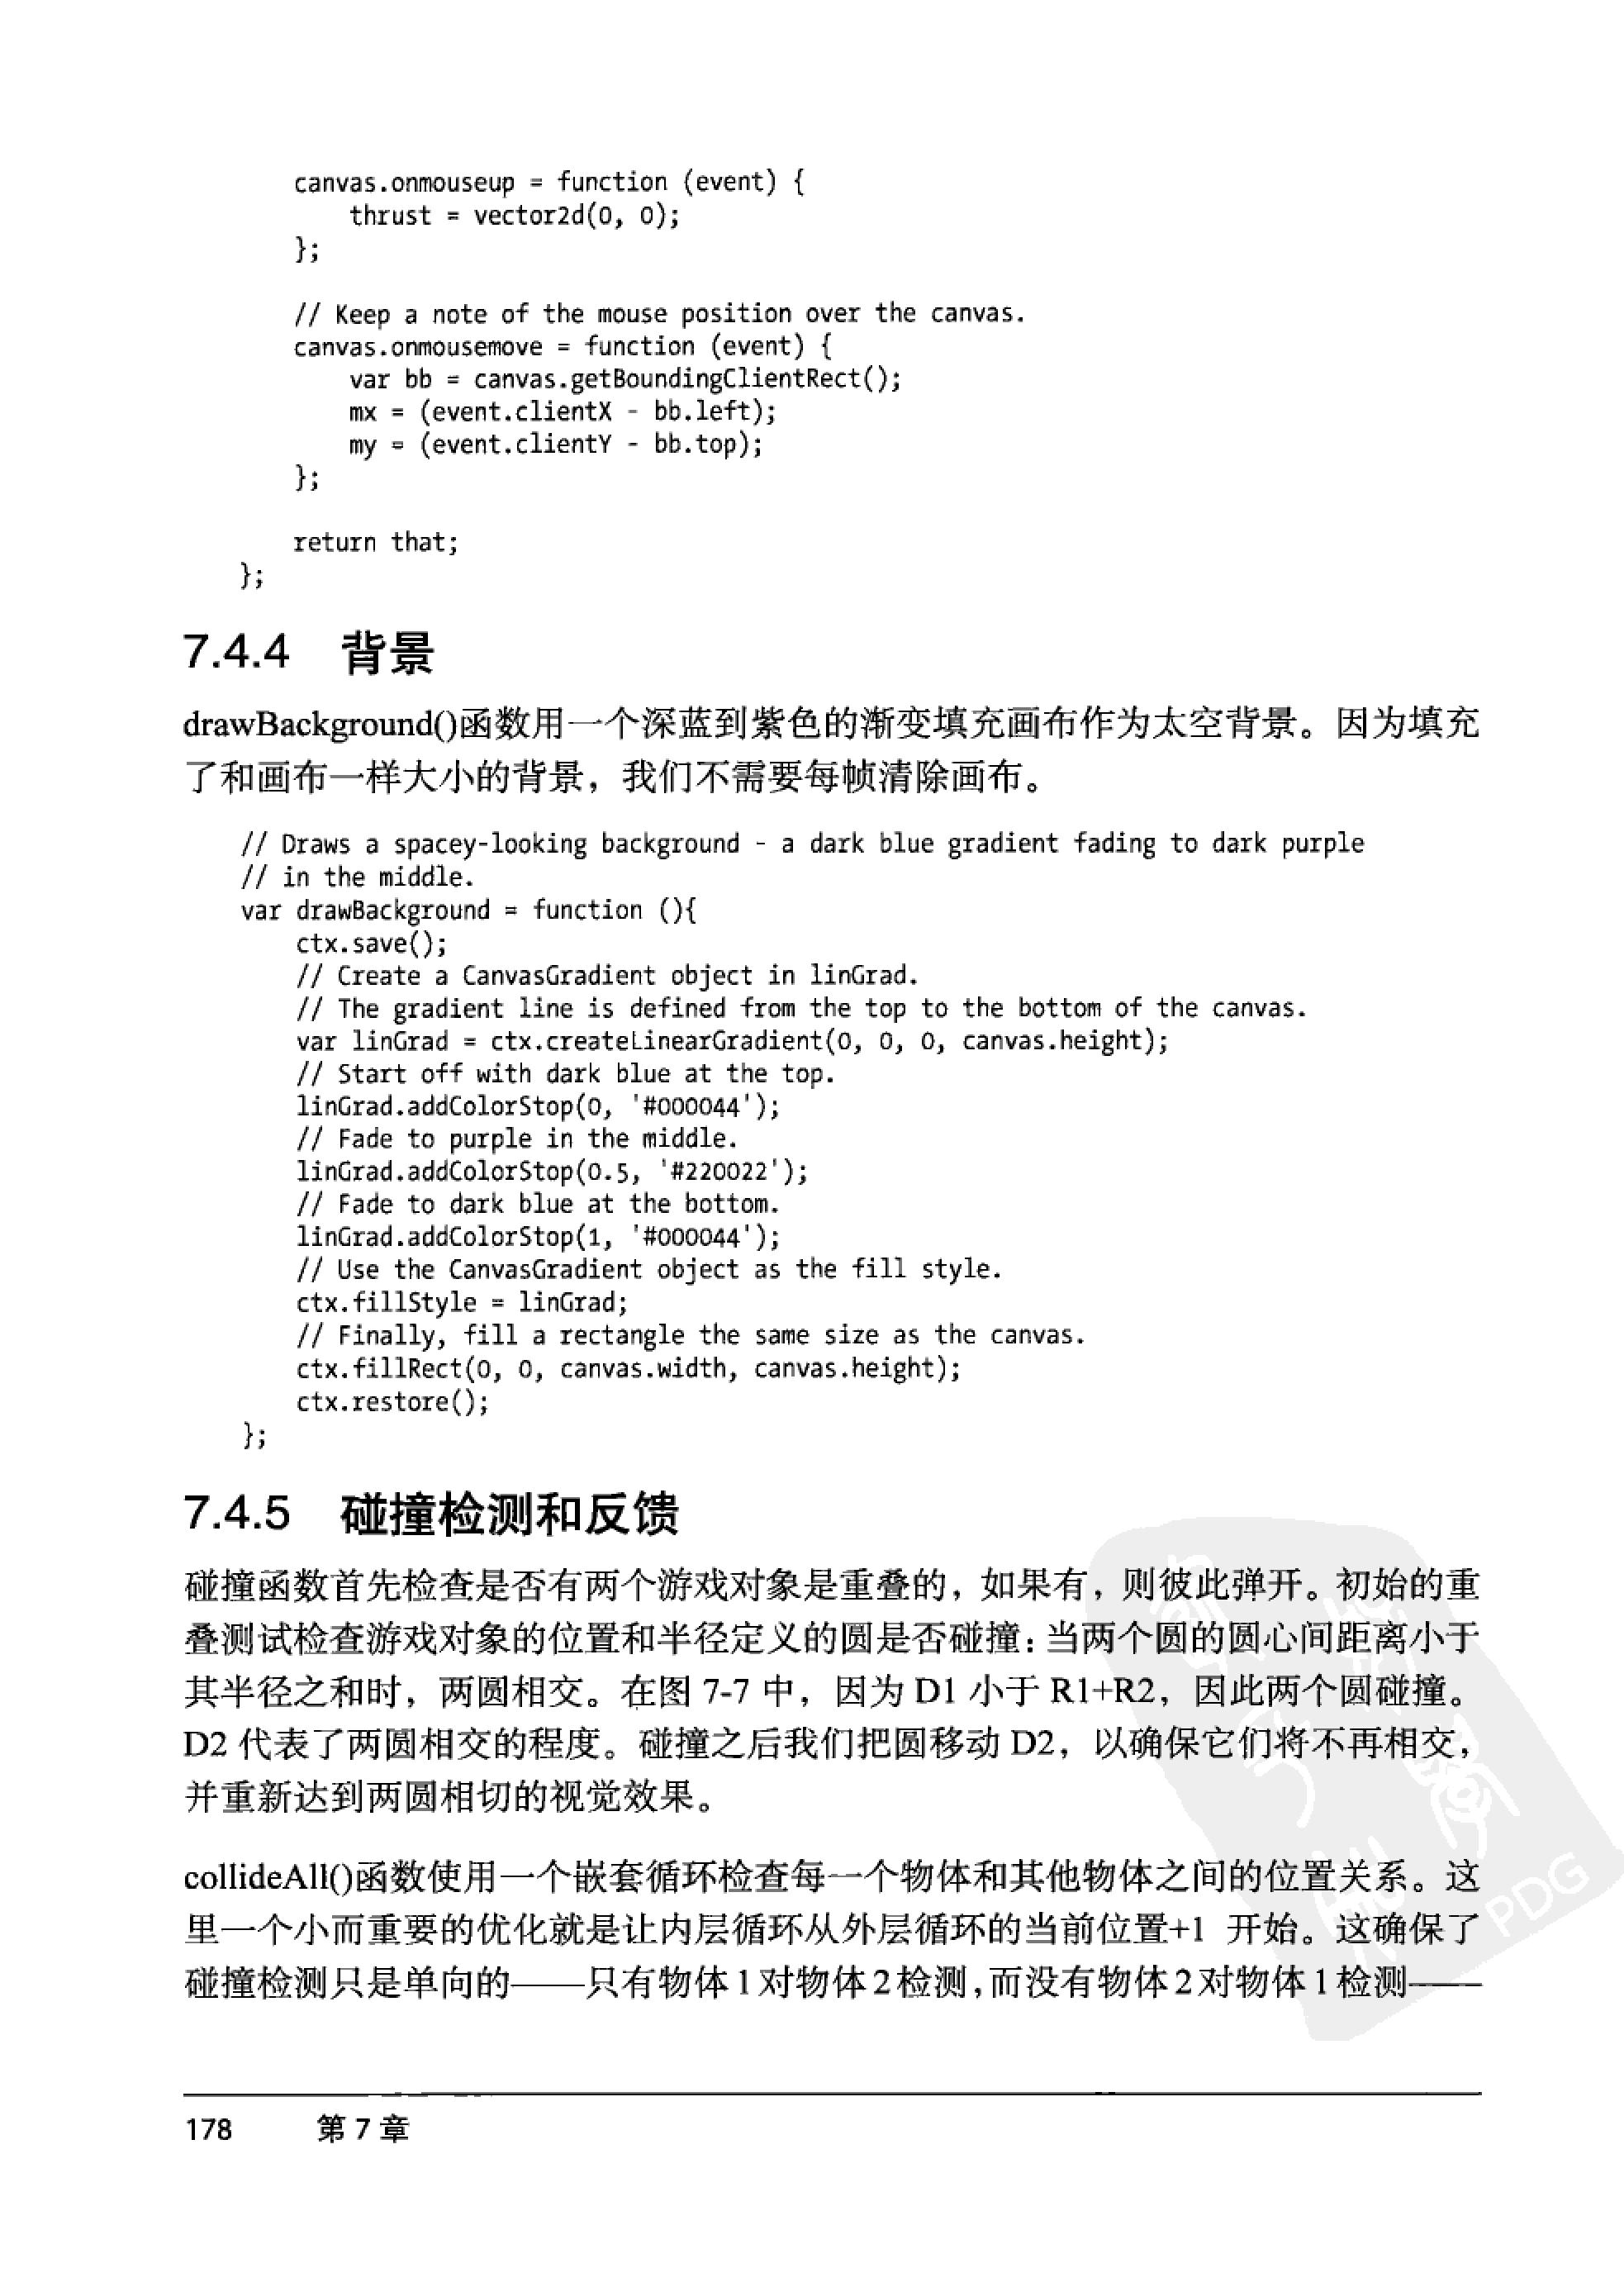 canvas.onmouseup = function (event) {
thrust = vector2d(0, 0);
};
// Keep a note of the mouse position over the canvas.
canvas.onmousemove = function (event) {
var bb = canvas.getBoundingClientRect();
mx = (event.clientX - bb.left);
my = (event.clientY - bb.top);
};
return that;
};
7.4.4 背景
drawBackground()函数用一个深蓝到紫色的渐变填充画布作为太空背景。因为填充
了和画布一样大小的背景，我们不需要每帧清除画布。
// Draws a spacey-looking background - a dark blue gradient fading to dark purple
// in the middle.
var drawBackground = function (){
ctx.save();
// Create a CanvasGradient object in linGrad.
// The gradient line is defined from the top to the bottom of the canvas.
var linGrad = ctx.createLinearGradient(0, 0, 0, canvas.height);
// Start off with dark blue at the top.
linGrad.addColorStop(0, '#000044');
// Fade to purple in the middle.
linGrad.addColorStop(0.5, '#220022');
// Fade to dark blue at the bottom.
linGrad.addColorStop(1, '#000044');
// Use the CanvasGradient object as the fill style.
ctx.fillStyle = linGrad;
// Finally, fill a rectangle the same size as the canvas.
ctx.fillRect(0, 0, canvas.width, canvas.height);
ctx.restore();
};
7.4.5 碰撞检测和反馈
碰撞函数首先检查是否有两个游戏对象是重叠的，如果有，则彼此弹开。初始的重
叠测试检查游戏对象的位置和半径定义的圆是否碰撞：当两个圆的圆心间距离小于
其半径之和时，两圆相交。在图 7-7 中，因为 D1 小于 R1+R2，因此两个圆碰撞。
D2 代表了两圆相交的程度。碰撞之后我们把圆移动 D2，以确保它们将不再相交，
并重新达到两圆相切的视觉效果。
collideAll()函数使用一个嵌套循环检查每一个物体和其他物体之间的位置关系。这
里一个小而重要的优化就是让内层循环从外层循环的当前位置+1 开始。这确保了
碰撞检测只是单向的——只有物体 1 对物体 2 检测，而没有物体 2 对物体 1 检测——
PDG
178 第 7 章